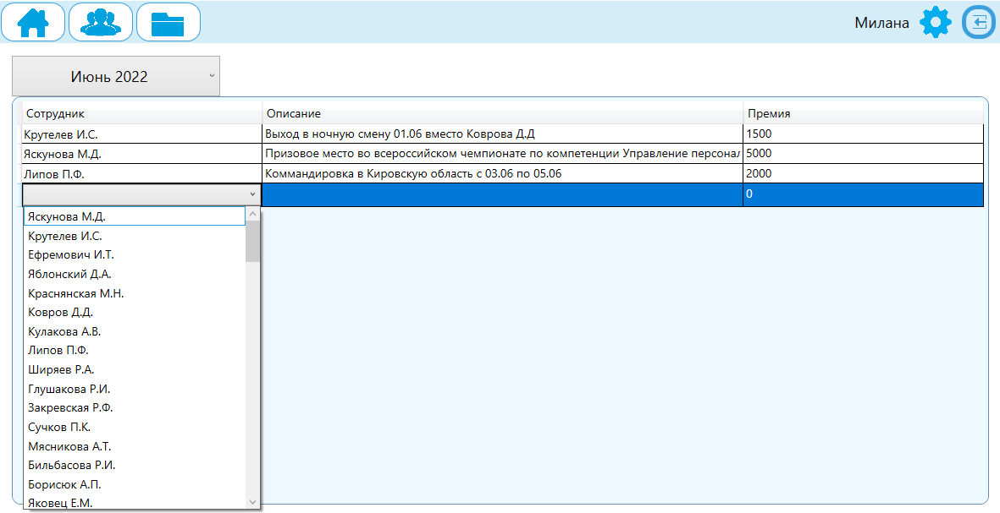 Милана
Июнь 2022
Сотрудник Описание Премия
Крутелев И.С. Выход в ночную смену 01.06 вместо Коврова Д.Д 1500
Яскунова М.Д. Призовое место во всероссийском чемпионате по компетенции Управление персонал 5000
Липов П.Ф. Коммандировка в Кировскую область с 03.06 по 05.06 2000
0
Яскунова М.Д.
Крутелев И.С.
Ефремович И.Т.
Яблонский Д.А.
Краснянская М.Н.
Ковров Д.Д.
Кулакова А.В.
Липов П.Ф.
Ширяев Р.А.
Глушакова Р.И.
Закревская Р.Ф.
Сучков П.К.
Мясникова А.Т.
Бильбасова Р.И.
Борисюк А.П.
Яковец Е.М.